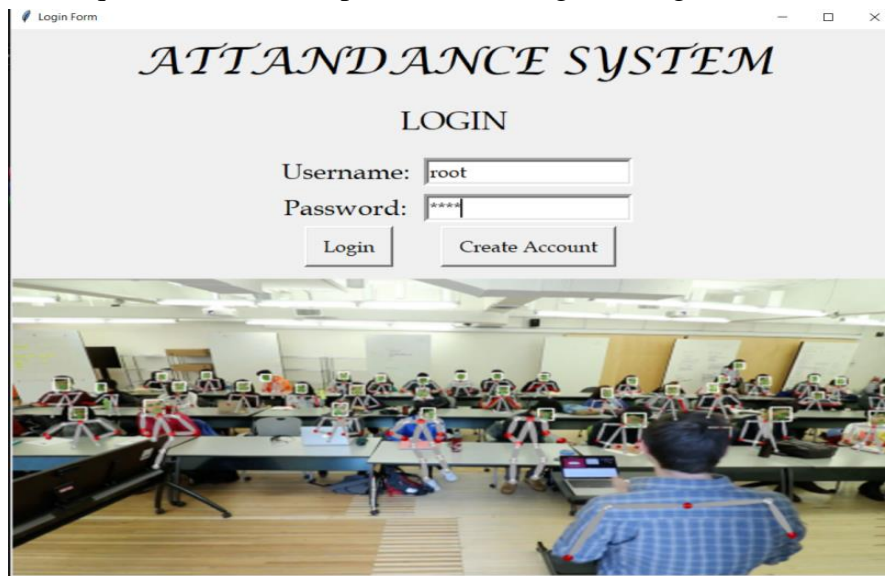 Login Form
ATTANDANCE SYSTEM
LOGIN
Username: root
Password: ****
Login Create Account